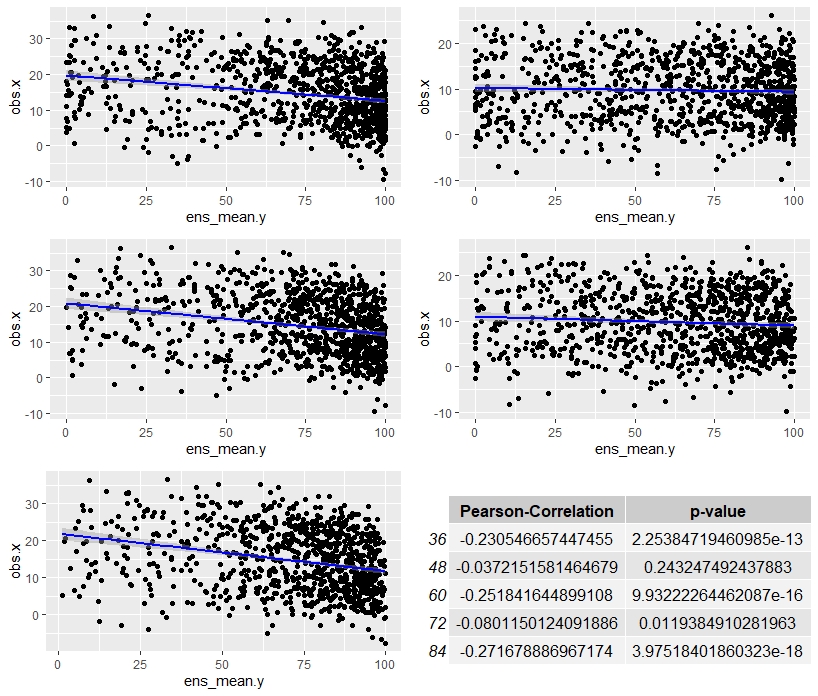 30
20
10
0
-10
obs.x
0 25 50 75 100
ens_mean.y
20
10
0
-10
obs.x
0 25 50 75 100
ens_mean.y
30
20
10
0
-10
obs.x
0 25 50 75 100
ens_mean.y
20
10
0
-10
obs.x
0 25 50 75 100
ens_mean.y
30
20
10
0
obs.x
0 25 50 75 100
ens_mean.y
Pearson-Correlation p-value
36 -0.230546657447455 2.25384719460985e-13
48 -0.0372151581464679 0.243247492437883
60 -0.251841644899108 9.93222264462087e-16
72 -0.0801150124091886 0.0119384910281963
84 -0.271678886967174 3.97518401860323e-18